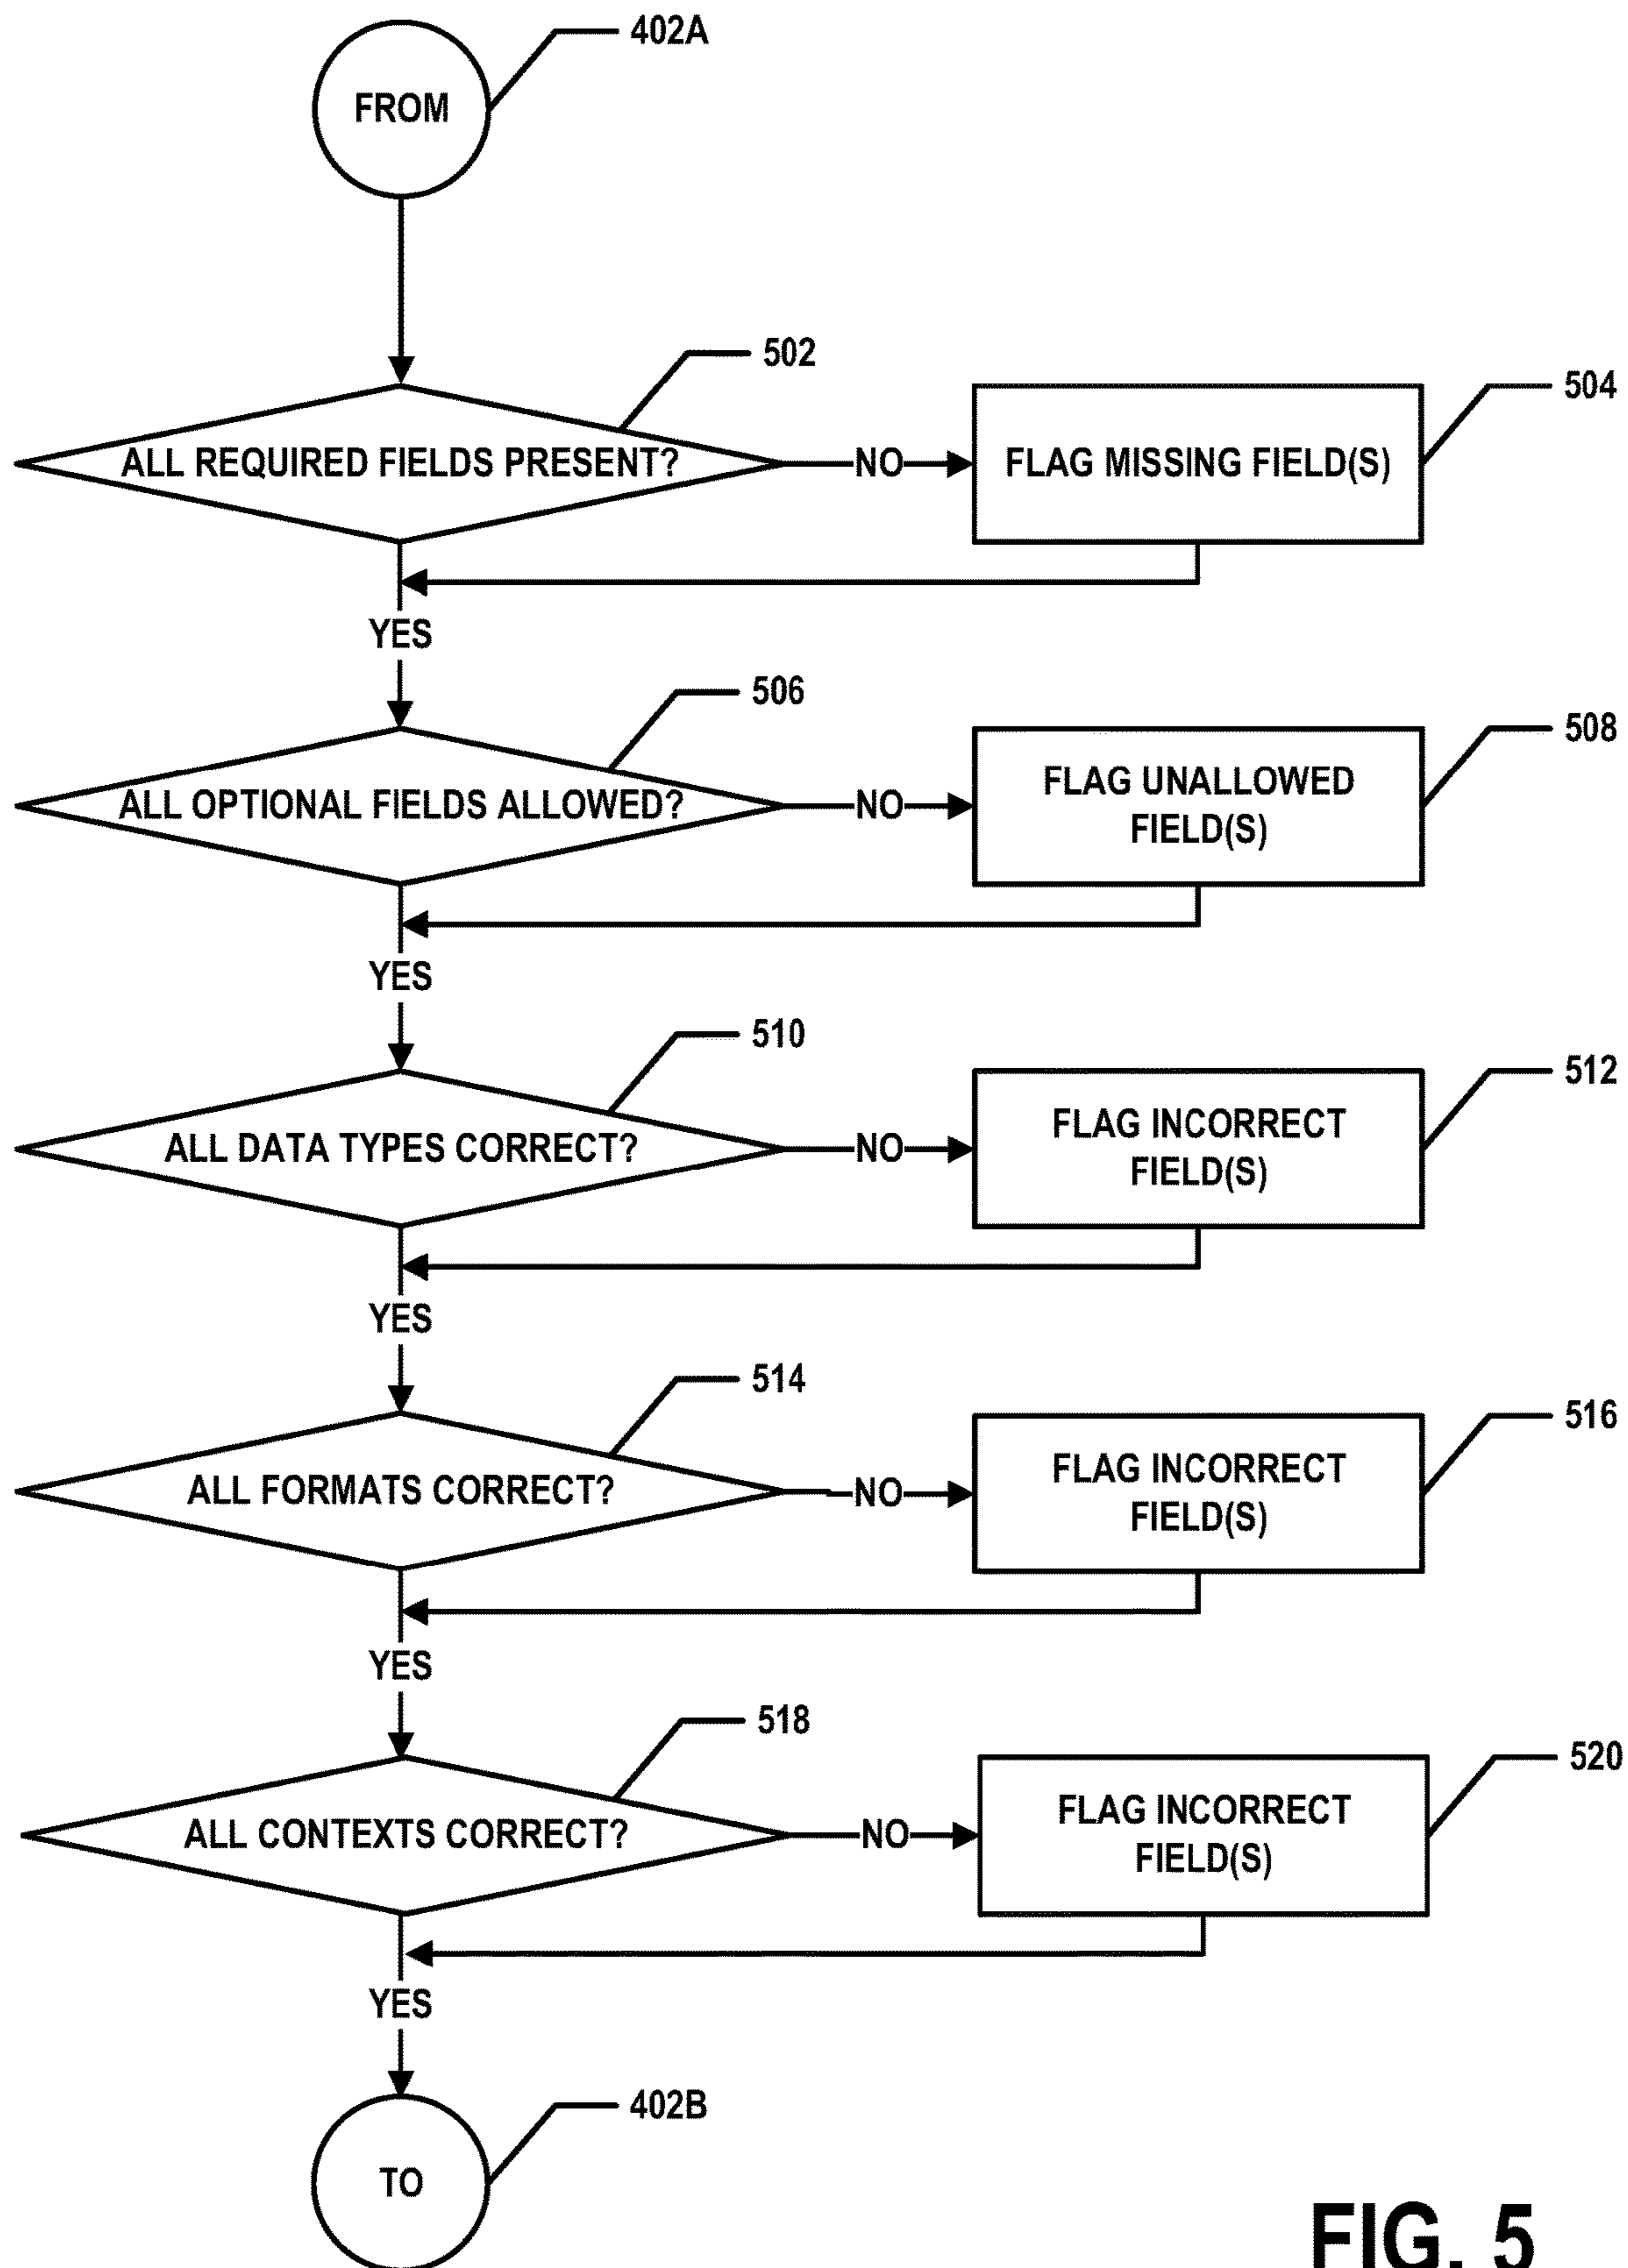 402A
FROM
502
504
ALL REQUIRED FIELDS PRESENT?
NO
FLAG MISSING FIELD(S)
YES
506
508
ALL OPTIONAL FIELDS ALLOWED?
NO
FLAG UNALLOWED
FIELD(S)
YES
510
512
ALL DATA TYPES CORRECT?
NO
FLAG INCORRECT
FIELD(S)
YES
514
516
ALL FORMATS CORRECT?
NO
FLAG INCORRECT
FIELD(S)
YES
518
520
ALL CONTEXTS CORRECT?
NO
FLAG INCORRECT
FIELD(S)
YES
402B
TO
FIG. 5